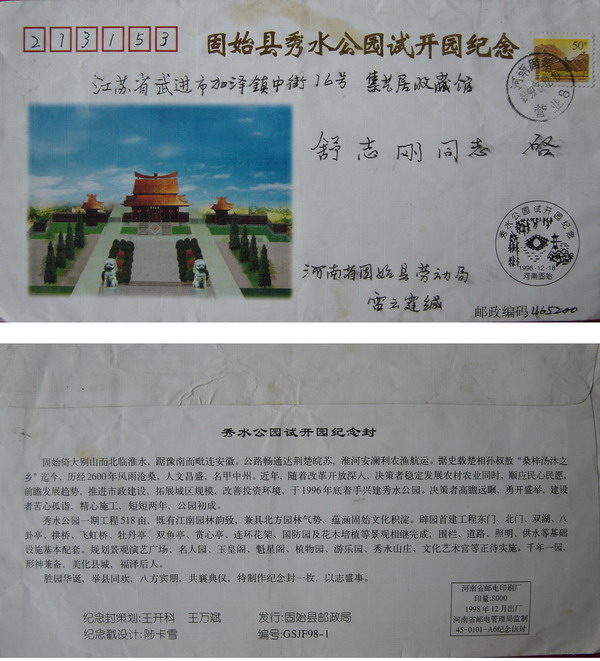 213153
固始县秀水公园试开园纪念
50分
江苏省武进市加泽镇中街16号 集艺居收藏馆
舒志刚同志 启
秀水公园试开园纪念
1998·12·18
河南固始
河南省固始县劳动局
雷云霆缄
邮政编码 465200
秀水公园试开园纪念封
固始倚大别山而北临淮水，踞豫南而毗连安徽。公路畅通达荆楚皖苏，淮河安澜利农渔航运。据史载楚相孙叔敖“桑梓汤沐之
乡”迄今，历经2600年风雨沧桑，人文昌盛，名甲中州。近年，随着改革开放深入，决策者稳定发展农村农业同时，顺应民心民愿，
前瞻发展趋势，推进市政建设，拓展城区规模、改善投资环境，于1996年底着手兴建秀水公园。决策者高瞻远瞩，勇开盛举，建设
者苦心孤诣，精心施工，短短两年，公园初成。
秀水公园一期工程518亩，既有江南园林韵致，兼具北方园林气势，蕴涵固始文化积淀。辟园首建工程东门、北门、双湖、八
卦亭、拱桥、飞虹桥、牡丹亭、双鱼亭、赏心亭、连环花架、国防园及花木培植等景观相继完成；围栏、道路、照明、供水等基础
设施基本配套。规划景观演艺广场、名人园、玉皇阁、魁星阁、植物园、游乐园、秀水山庄、文化艺术宫等正待实施，千年一园，
形神兼备、美化县城，福泽后人。
胜园华诞，举县同欢，八方宾朋，共襄典仪，特制作纪念封一枚，以志盛事。
纪念封策划：王开科 王万斌
发行：固始县邮政局
纪念戳设计：陟卡雪
编号：GSJF98-1
河南省邮电印刷厂
印量:8000
1998年12月出厂
河南省邮电管理局监制
45-0101-A6纪念信封